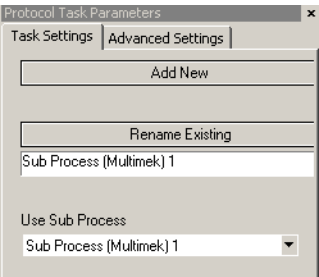 Protocol Task Parameters x
Task Settings Advanced Settings
Add New
Rename Existing
Sub Process (Multimek) 1
Use Sub Process
Sub Process (Multimek) 1